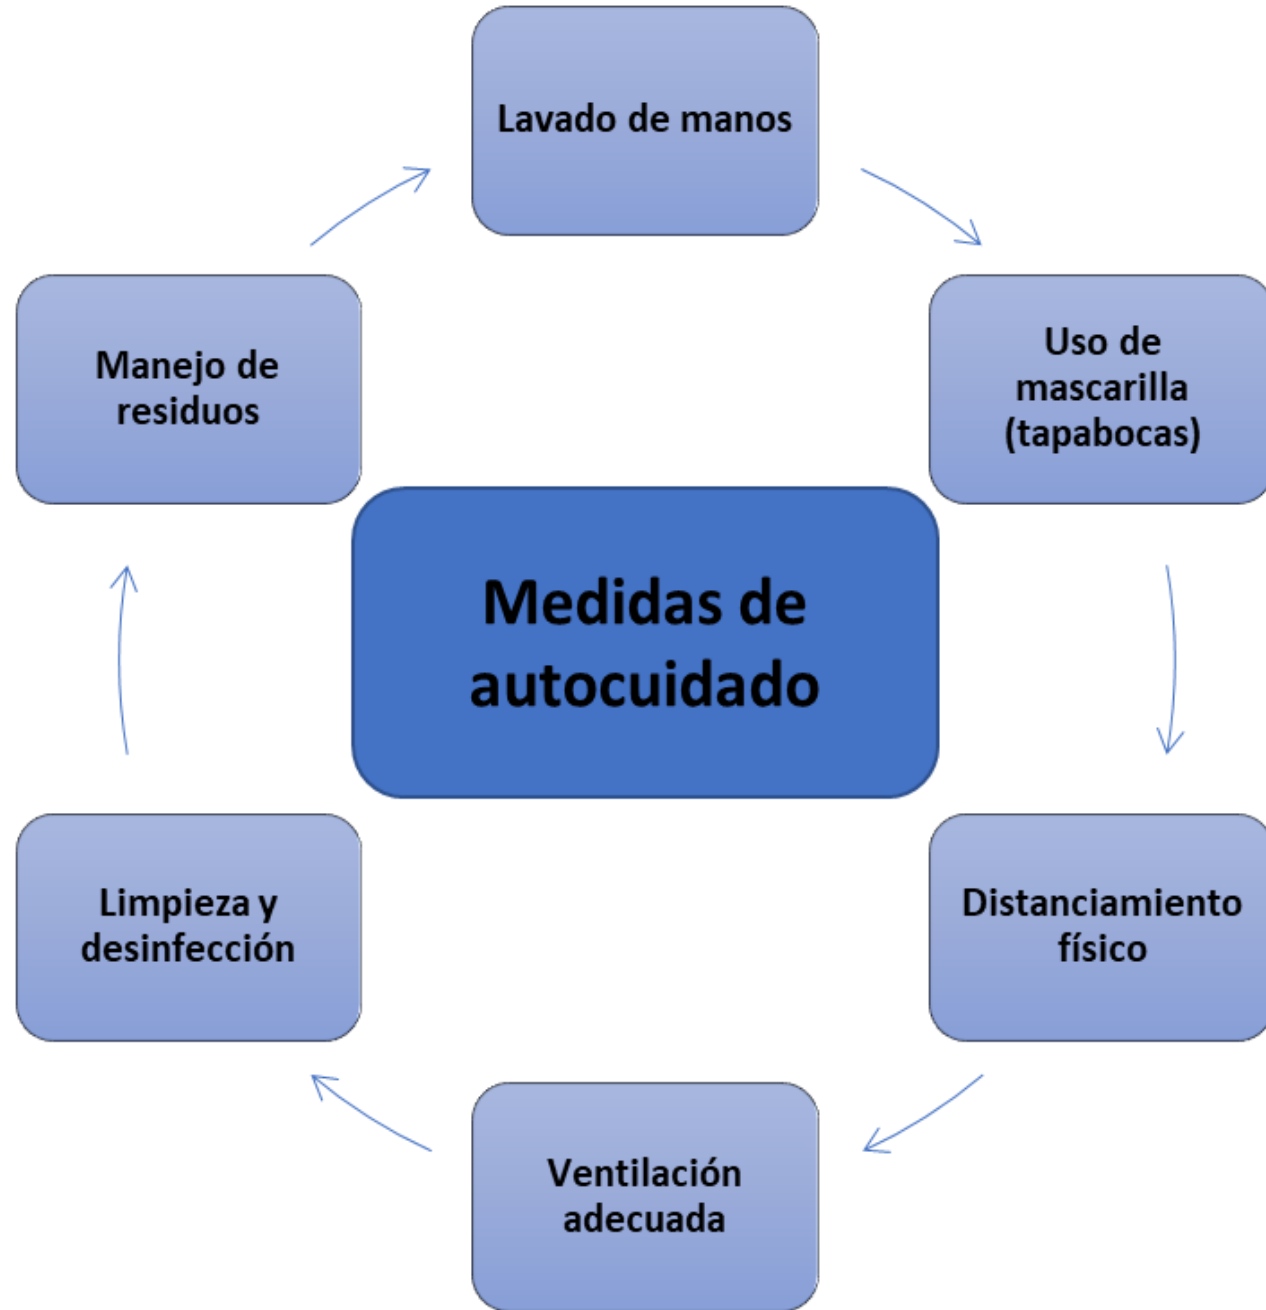 Lavado de manos
Uso de
mascarilla
(tapabocas)
Distanciamiento
físico
Ventilación
adecuada
Limpieza y
desinfección
Manejo de
residuos
Medidas de
autocuidado